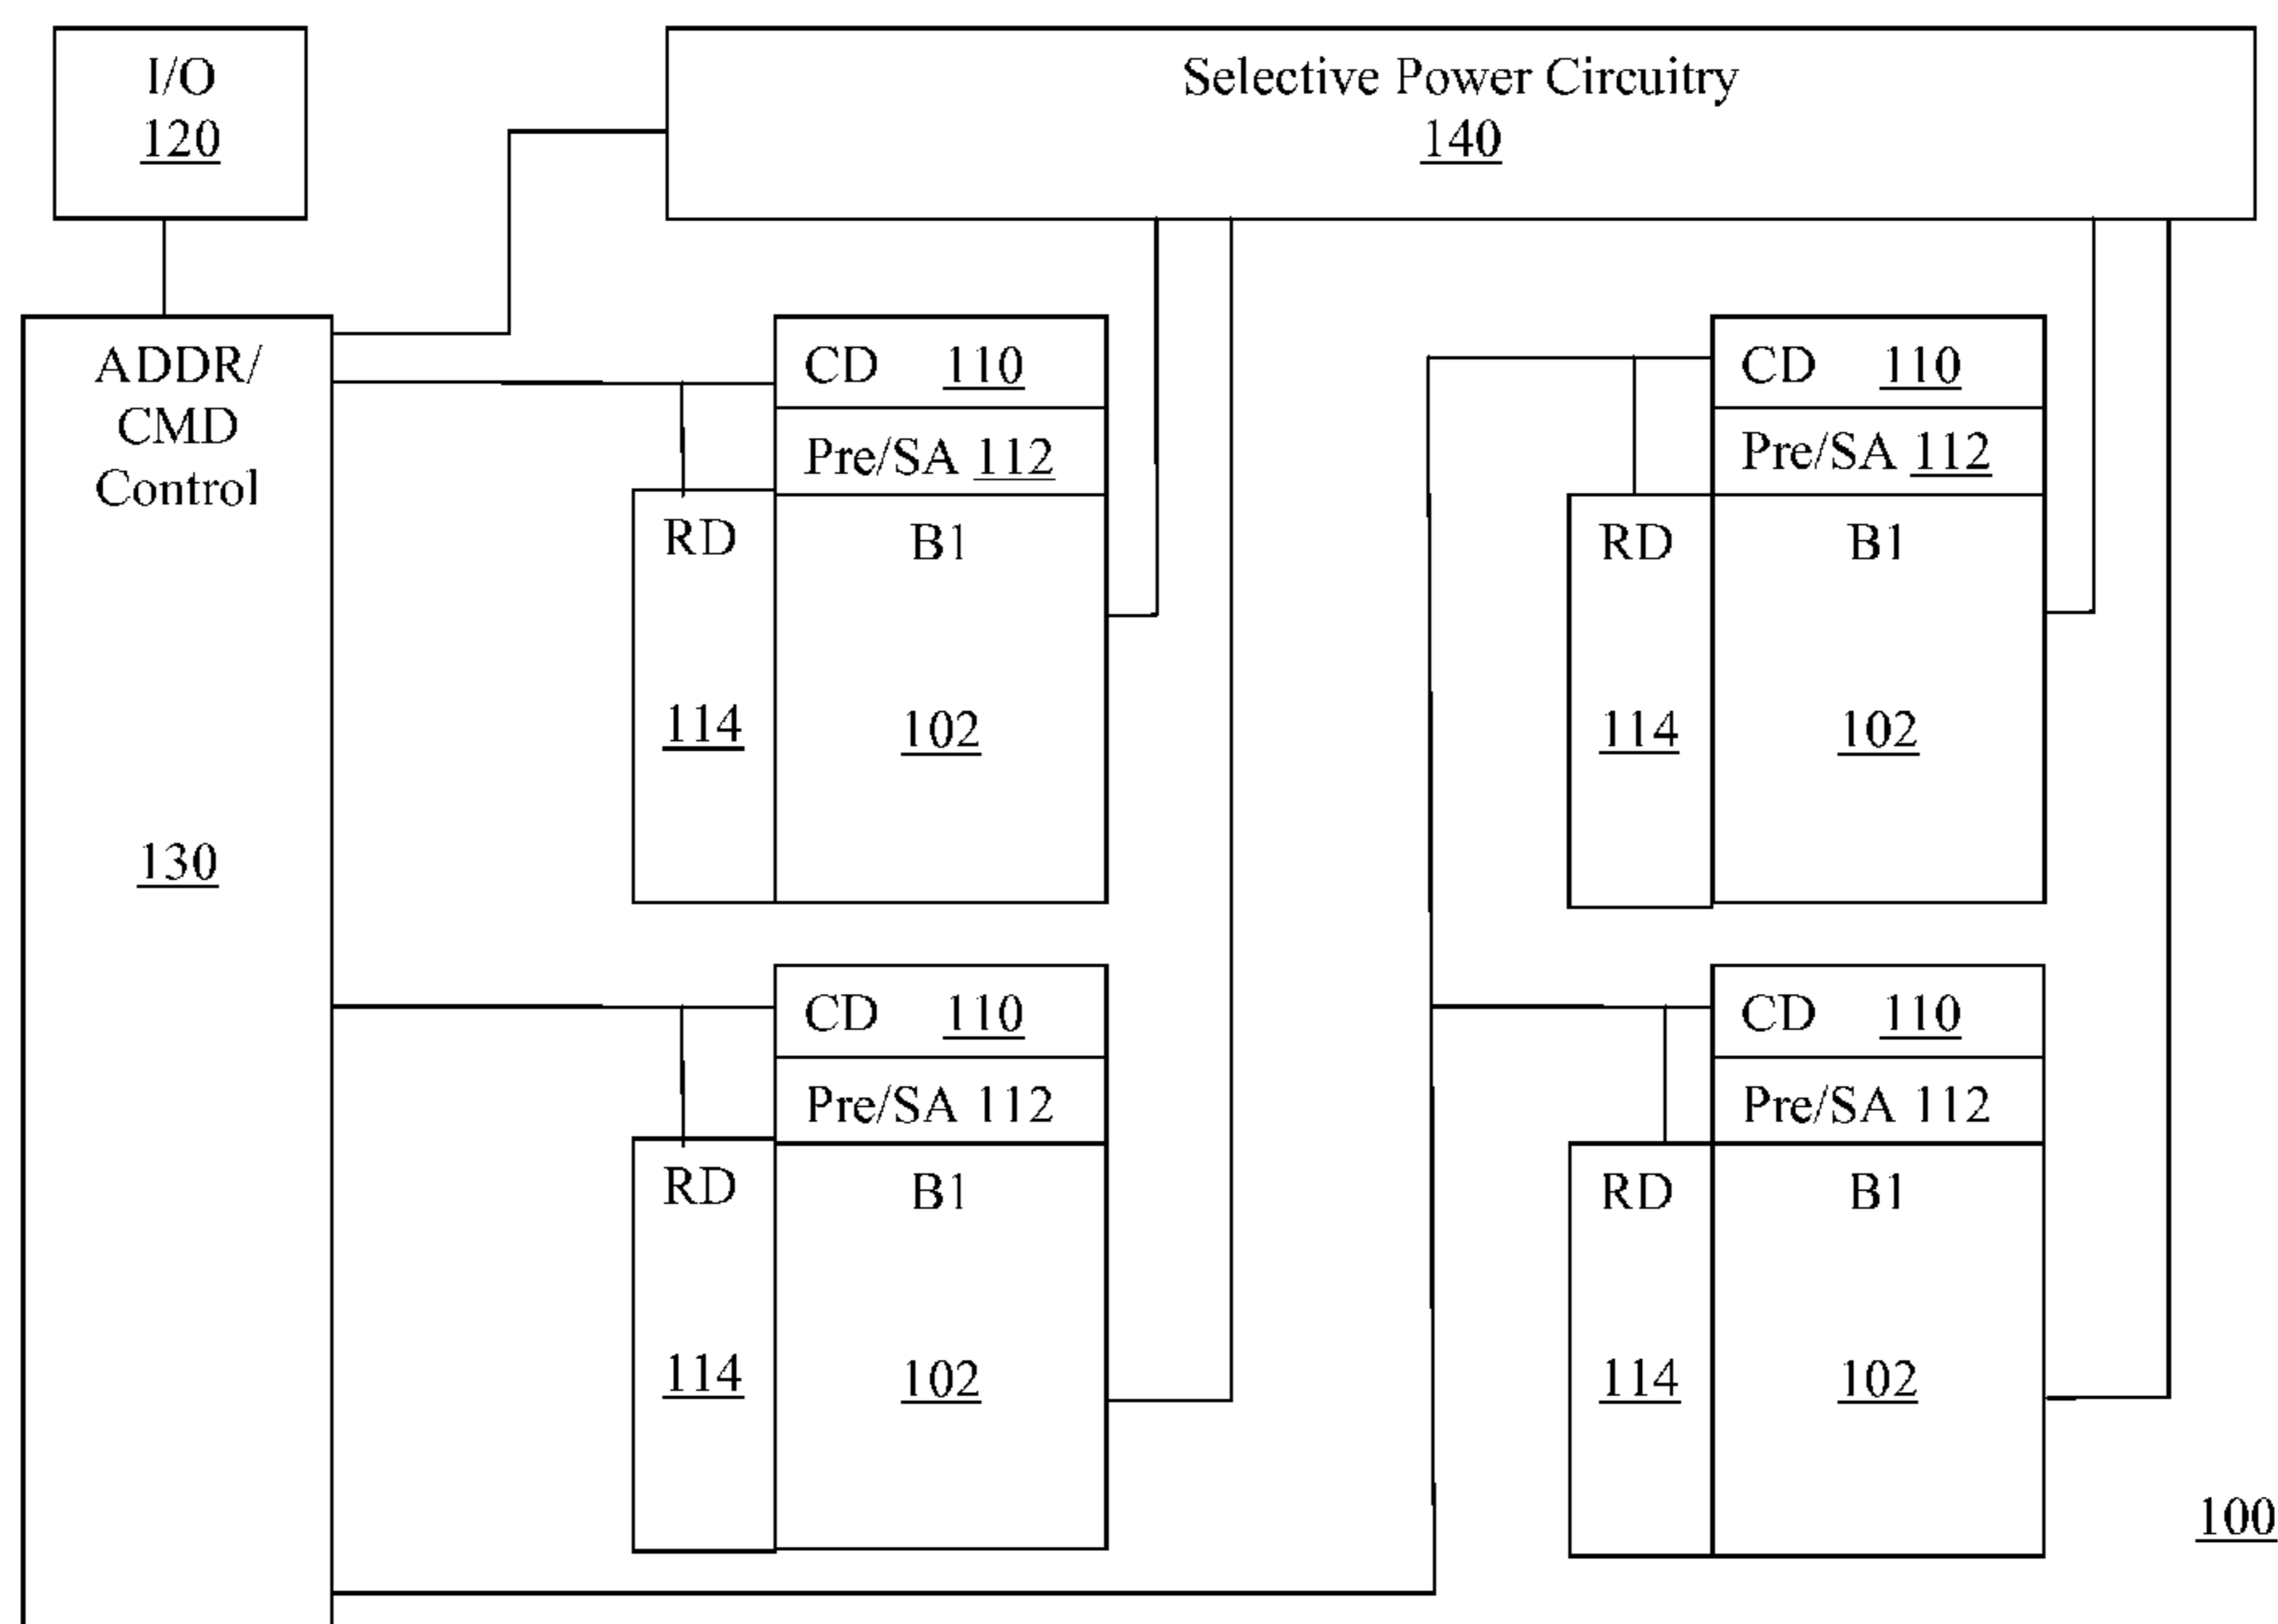 I/O
120
Selective Power Circuitry
140
ADDR/
CMD
Control
130
CD 110
Pre/SA 112
RD
B1
114
102
CD 110
Pre/SA 112
RD
B1
114
102
CD 110
Pre/SA 112
RD
B1
114
102
CD 110
Pre/SA 112
RD
B1
114
102
100